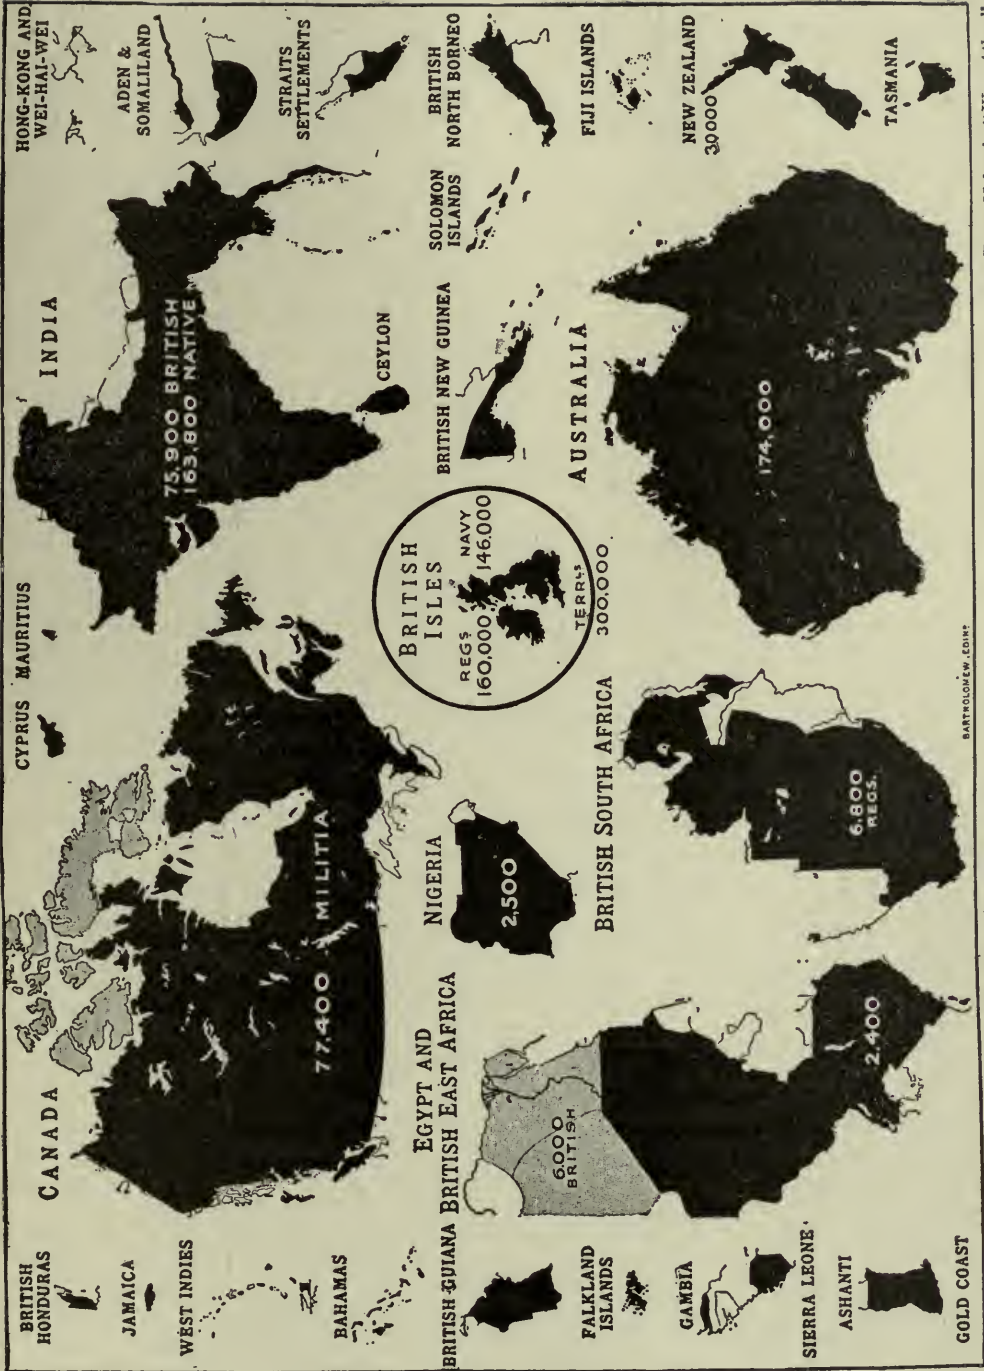 BRITISH
HONDURAS
JAMAICA
WEST INDIES
BAHAMAS
BRITISH GUIANA
FALKLAND
ISLANDS
GAMBIA
SIERRA LEONE
ASHANTI
GOLD COAST
CANADA
77,400 MILITIA
EGYPT AND
BRITISH EAST AFRICA
6.000
BRITISH
2,400
CYPRUS
MAURITIUS
NIGERIA
2,500
BRITISH SOUTH AFRICA
6.800
REGS.
BRITISH
ISLES
REGS
160,000
NAVY
146.000
TERRLS
300.000
INDIA
75,900 BRITISH
163,800 NATIVE
CEYLON
BRITISH NEW GUINEA
SOLOMON
ISLANDS
AUSTRALIA
174,000
HONG-KONG AND
WEI-HAI-WEI
ADEN &
SOMALILAND
STRAITS
SETTLEMENTS
BRITISH
NORTH BORNEO
FIJI ISLANDS
NEW ZEALAND
30000
TASMANIA
BARTHOLOMEW, EDINR